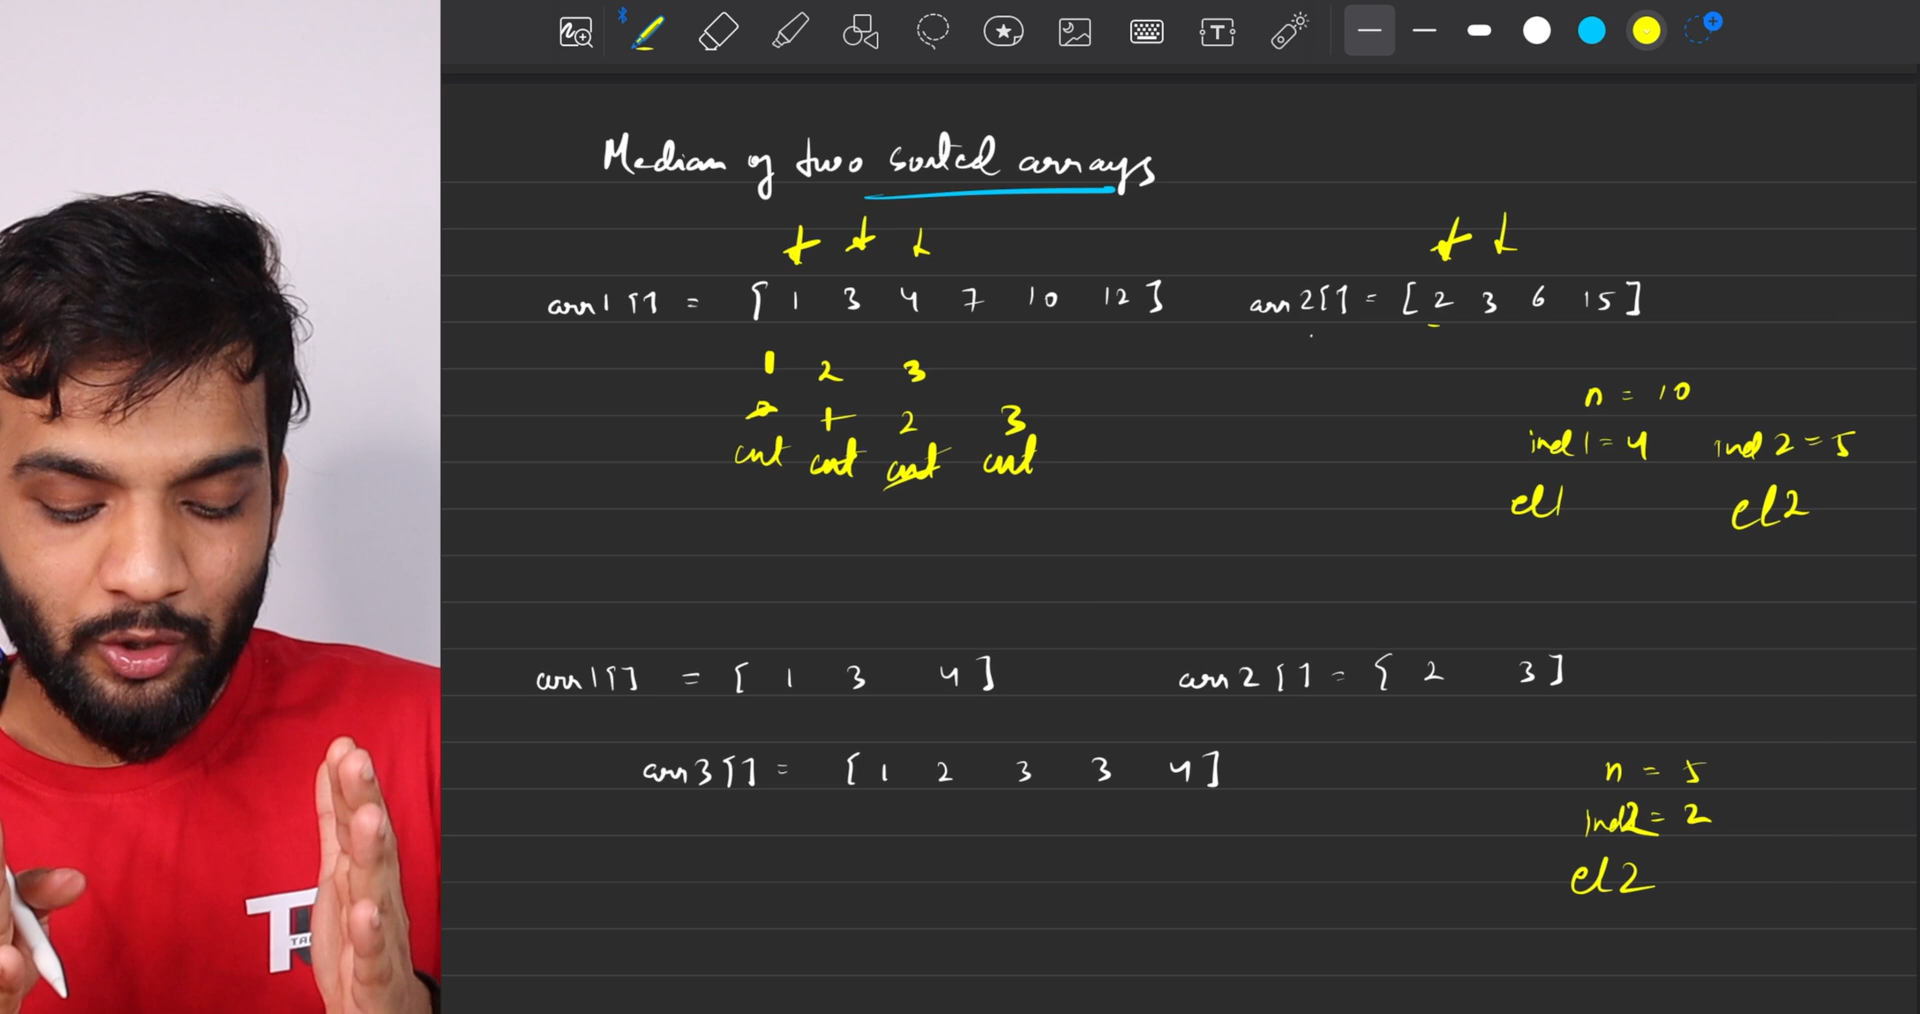 Median of two sorted arrays
arr1[] = [ 1 3 4 7 10 12 ] arr2[] = [ 2 3 6 15 ]
1 2 3
0 1 2 3
cnt cnt cnt cnt
n = 10
ind1 = 4 ind2 = 5
el1 el2
arr1[] = [ 1 3 4 ] arr2[] = [ 2 3 ]
arr3[] = [ 1 2 3 3 4 ]
n = 5
ind2 = 2
el2
T